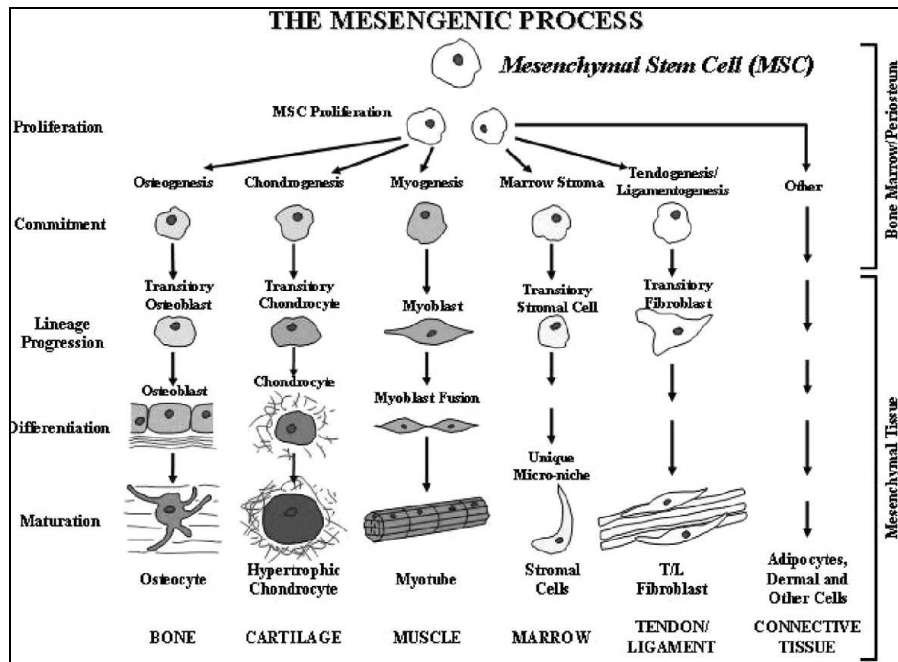 THE MESENGENIC PROCESS
Mesenchymal Stem Cell (MSC)
MSC Proliferation
Proliferation
Osteogenesis
Chondrogenesis
Myogenesis
Marrow Stroma
Tendogenesis/
Ligamentogenesis
Other
Bone Marrow/Periosteum
Commitment
Transitory
Osteoblast
Transitory
Chondrocyte
Myoblast
Transitory
Stromal Cell
Transitory
Fibroblast
Lineage
Progression
Osteoblast
Chondrocyte
Myoblast Fusion
Differentiation
Unique
Micro-niche
Mesenchymal Tissue
Maturation
Osteocyte
Hypertrophic
Chondrocyte
Myotube
Stromal
Cells
T/L
Fibroblast
Adipocytes,
Dermal and
Other Cells
BONE
CARTILAGE
MUSCLE
MARROW
TENDON/
LIGAMENT
CONNECTIVE
TISSUE